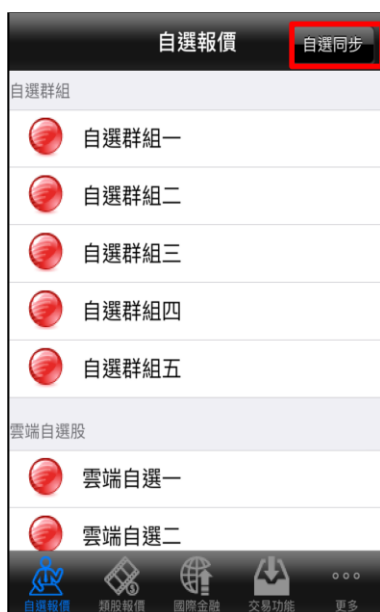 自選報價 自選同步
自選群組
自選群組一
自選群組二
自選群組三
自選群組四
自選群組五
雲端自選股
雲端自選一
雲端自選二
自選報價 類股報價 國際金融 交易功能 更多